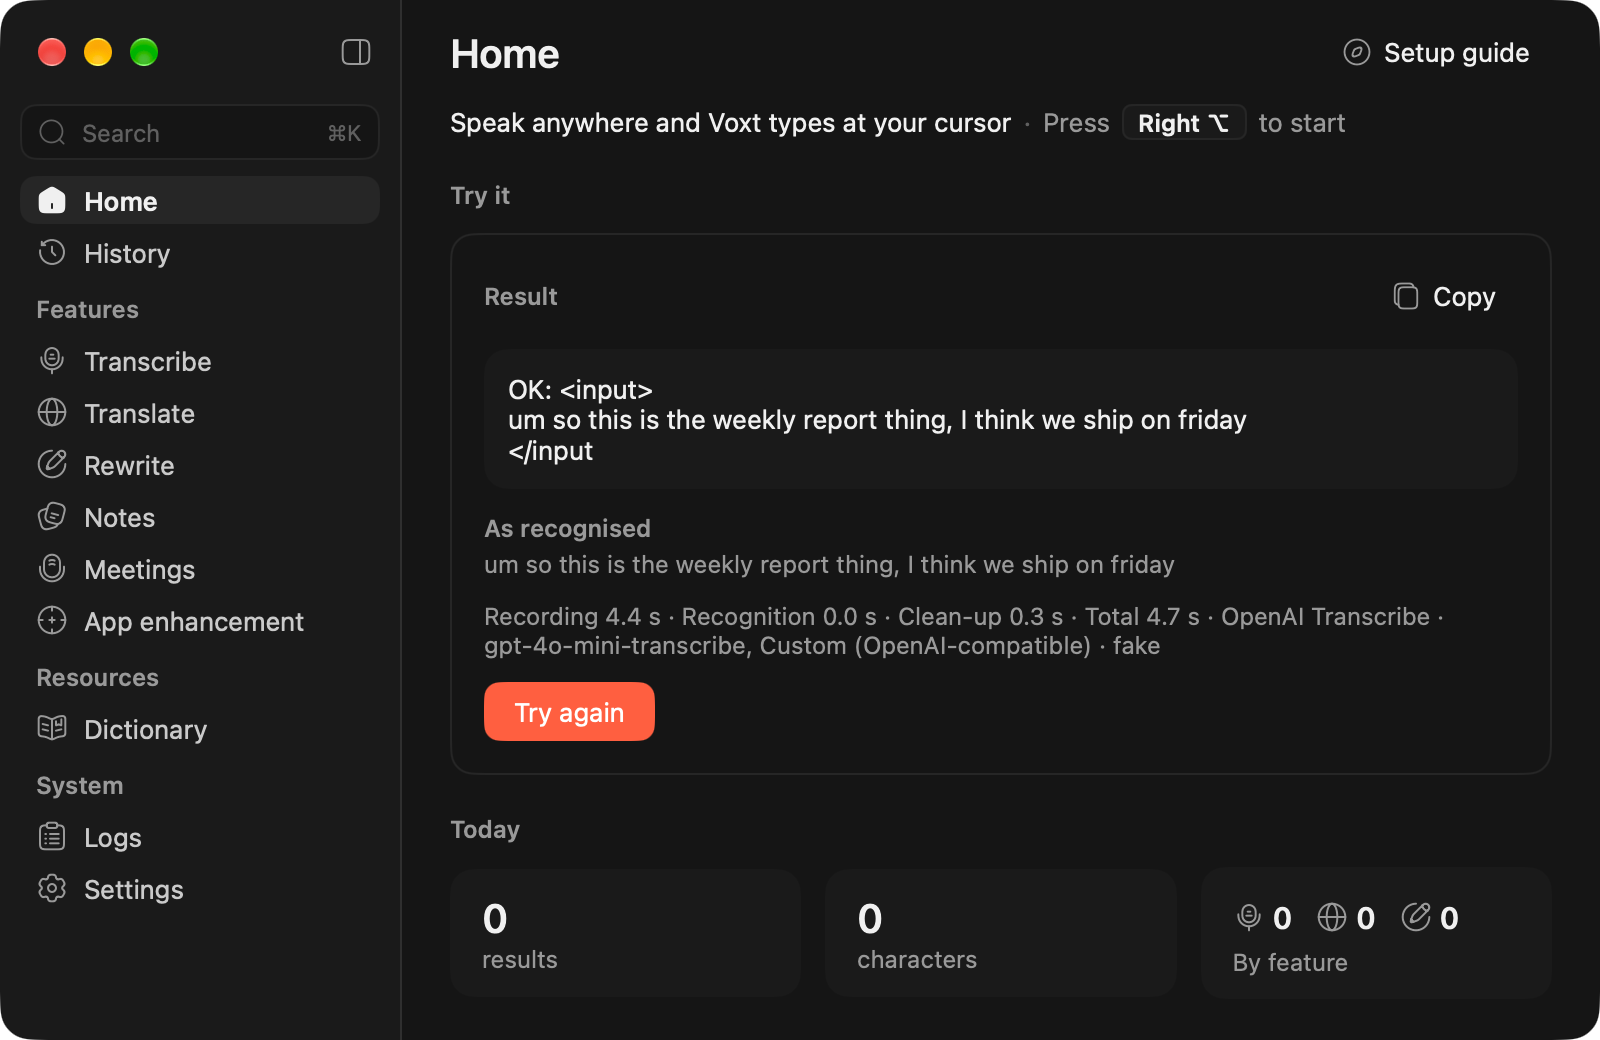 Search ⌘K
Home
History
Features
Transcribe
Translate
Rewrite
Notes
Meetings
App enhancement
Resources
Dictionary
System
Logs
Settings
Home
Setup guide
Speak anywhere and Voxt types at your cursor · Press Right ⌥ to start
Try it
Result
Copy
OK: <input>
um so this is the weekly report thing, I think we ship on friday
</input
As recognised
um so this is the weekly report thing, I think we ship on friday
Recording 4.4 s · Recognition 0.0 s · Clean-up 0.3 s · Total 4.7 s · OpenAI Transcribe ·
gpt-4o-mini-transcribe, Custom (OpenAI-compatible) · fake
Try again
Today
0
results
0
characters
0 0 0
By feature